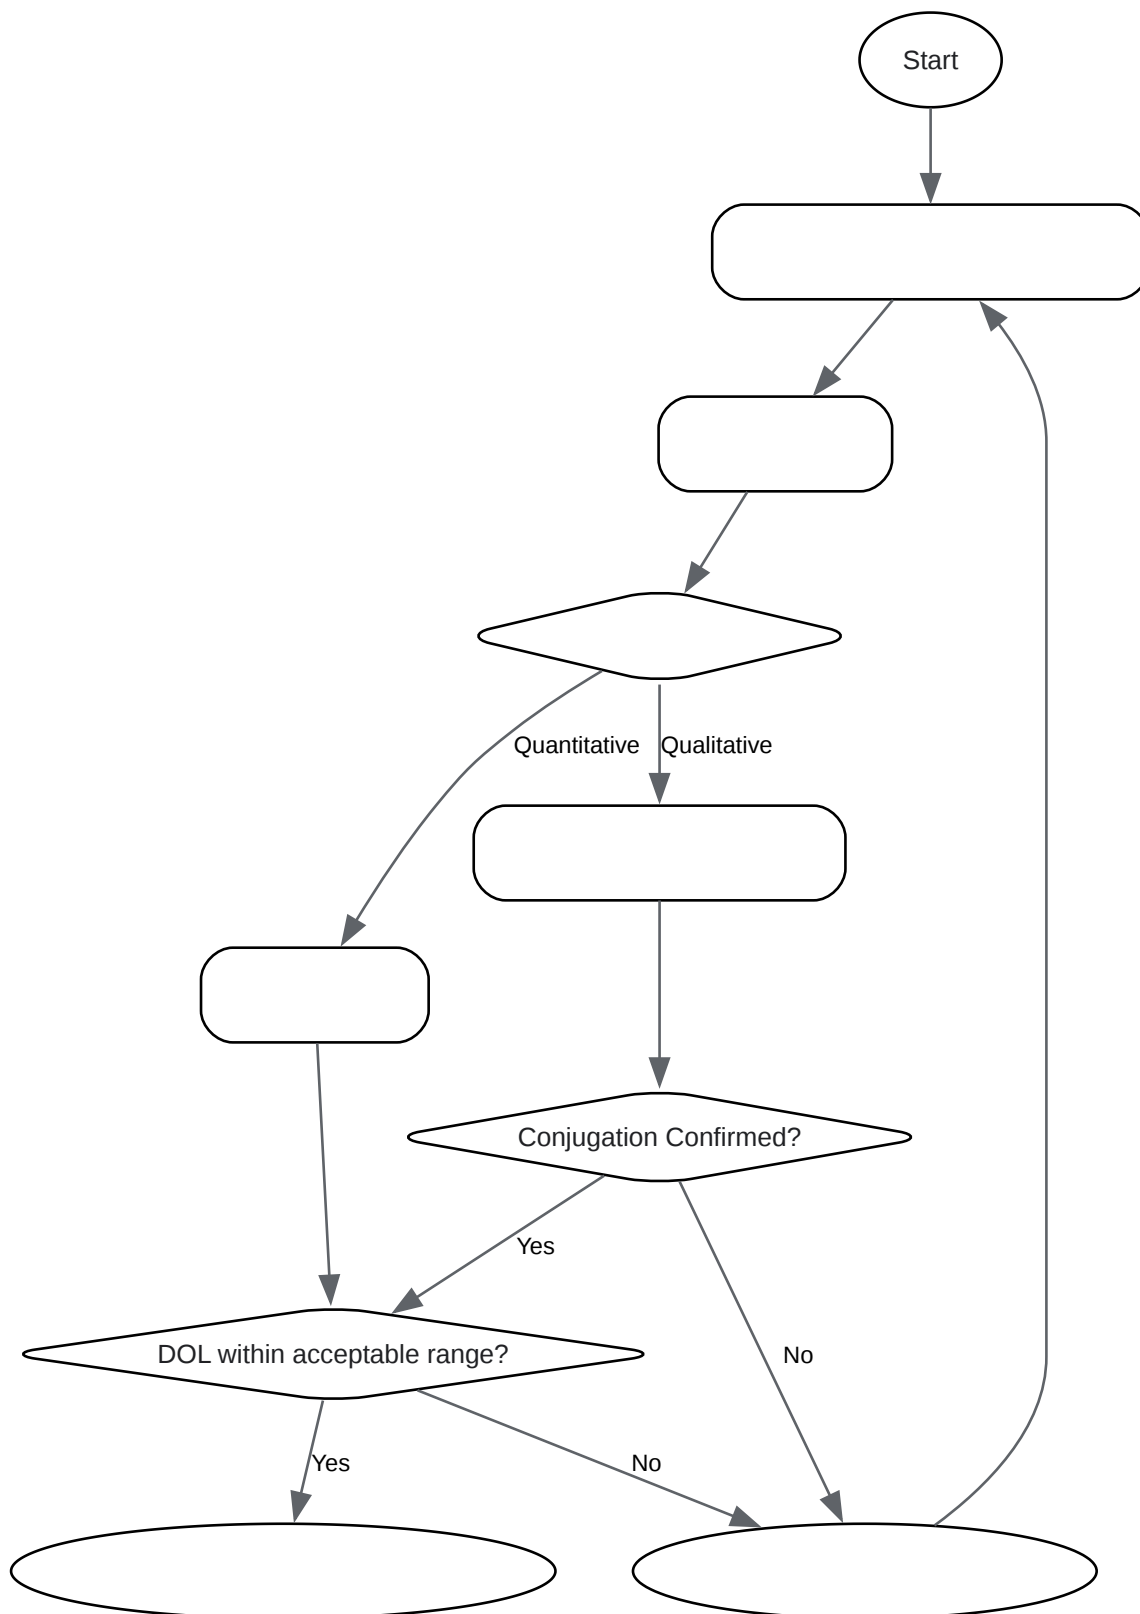 Start
Quantitative
Qualitative
Conjugation Confirmed?
Yes
DOL within acceptable range?
No
Yes
No